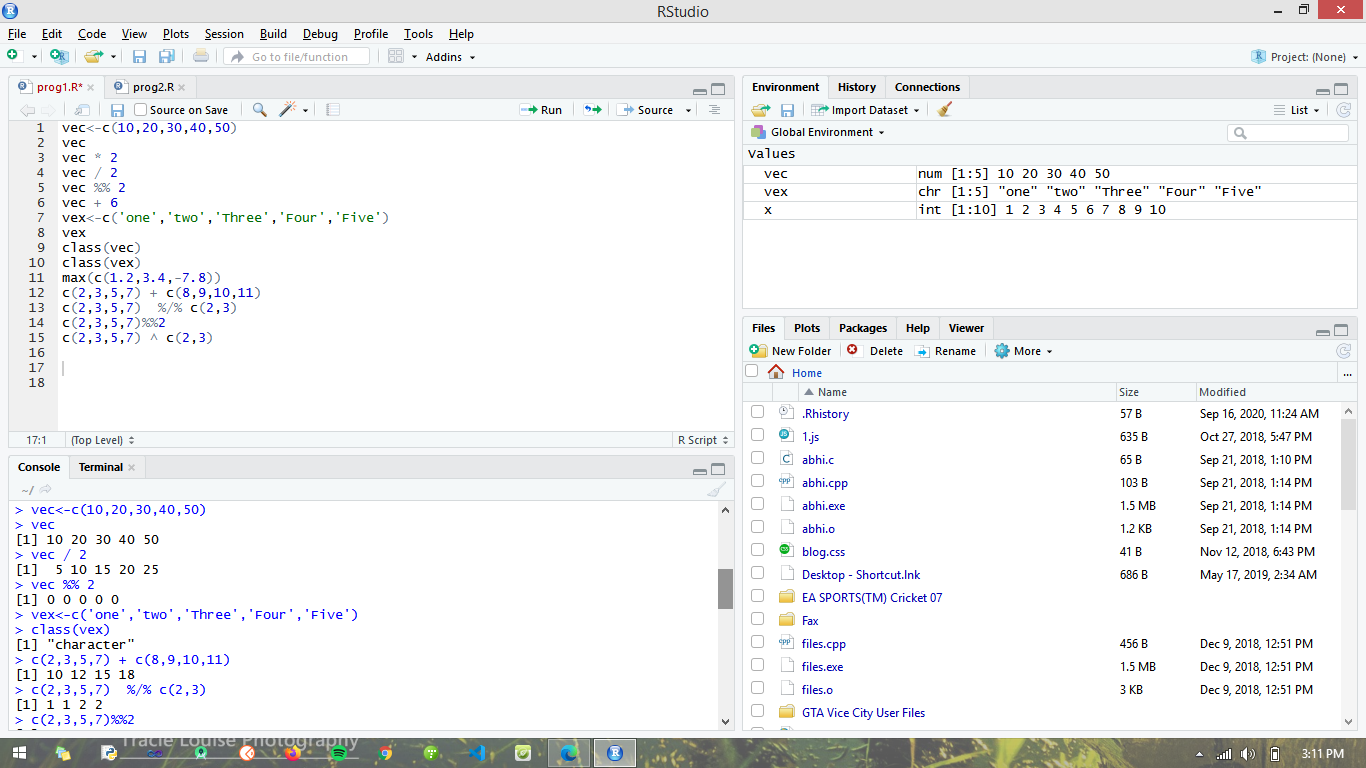 RStudio
File Edit Code View Plots Session Build Debug Profile Tools Help
Go to file/function Addins Project: (None)
prog1.R* prog2.R
Source on Save Run Source
1 vec<-c(10,20,30,40,50)
2 vec
3 vec * 2
4 vec / 2
5 vec %% 2
6 vec + 6
7 vex<-c('one','two','Three','Four','Five')
8 vex
9 class(vec)
10 class(vex)
11 max(c(1.2,3.4,-7.8))
12 c(2,3,5,7) + c(8,9,10,11)
13 c(2,3,5,7)  %/% c(2,3)
14 c(2,3,5,7)%%2
15 c(2,3,5,7) ^ c(2,3)
16
17
18
17:1 (Top Level) R Script
Console Terminal
~/
> vec<-c(10,20,30,40,50)
> vec
[1] 10 20 30 40 50
> vec / 2
[1]  5 10 15 20 25
> vec %% 2
[1] 0 0 0 0 0
> vex<-c('one','two','Three','Four','Five')
> class(vex)
[1] "character"
> c(2,3,5,7) + c(8,9,10,11)
[1] 10 12 15 18
> c(2,3,5,7)  %/% c(2,3)
[1] 1 1 2 2
> c(2,3,5,7)%%2
Environment History Connections
Import Dataset List
Global Environment
Values
vec num [1:5] 10 20 30 40 50
vex chr [1:5] "one" "two" "Three" "Four" "Five"
x int [1:10] 1 2 3 4 5 6 7 8 9 10
Files Plots Packages Help Viewer
New Folder Delete Rename More
Home ...
Name Size Modified
.Rhistory 57 B Sep 16, 2020, 11:24 AM
1.js 635 B Oct 27, 2018, 5:47 PM
abhi.c 65 B Sep 21, 2018, 1:10 PM
abhi.cpp 103 B Sep 21, 2018, 1:14 PM
abhi.exe 1.5 MB Sep 21, 2018, 1:14 PM
abhi.o 1.2 KB Sep 21, 2018, 1:14 PM
blog.css 41 B Nov 12, 2018, 6:43 PM
Desktop - Shortcut.lnk 686 B May 17, 2019, 2:34 AM
EA SPORTS(TM) Cricket 07
Fax
files.cpp 456 B Dec 9, 2018, 12:51 PM
files.exe 1.5 MB Dec 9, 2018, 12:51 PM
files.o 3 KB Dec 9, 2018, 12:51 PM
GTA Vice City User Files
Tracie Louise Photography
3:11 PM